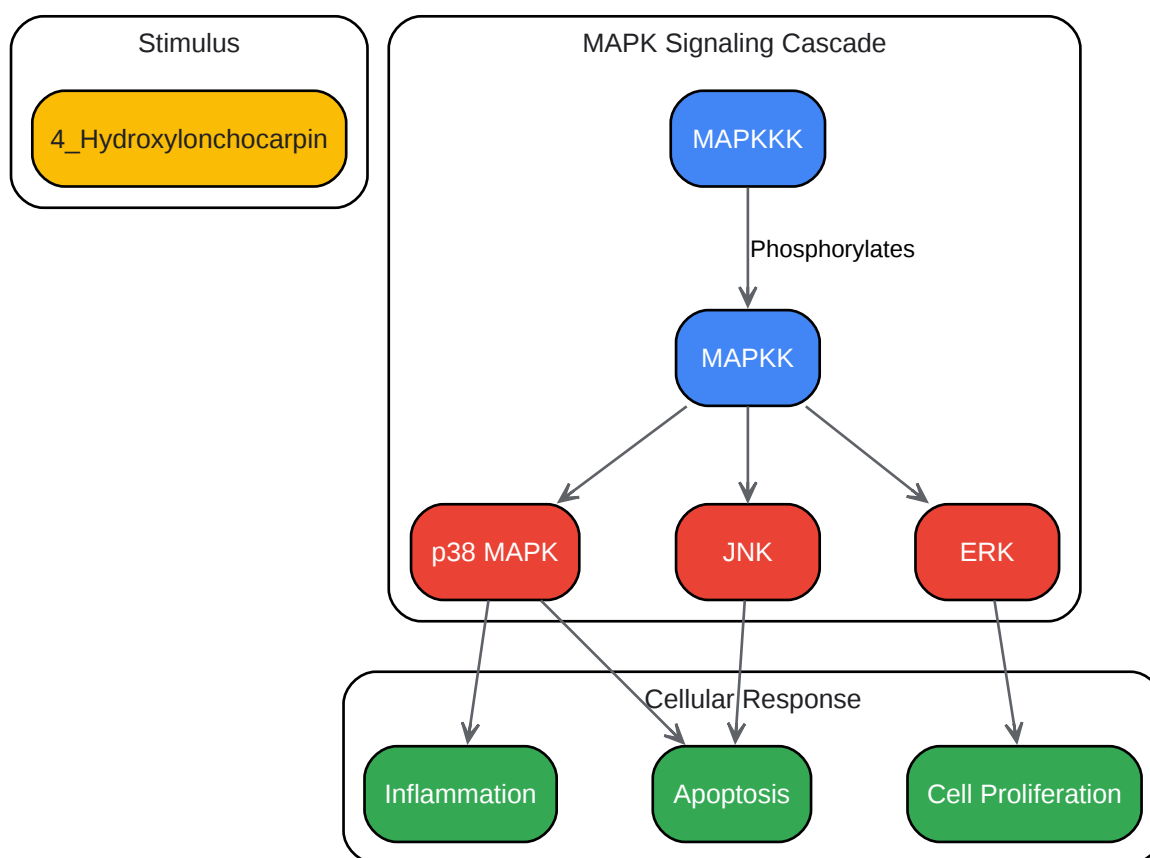 Stimulus
4_Hydroxylonchocarpin
MAPK Signaling Cascade
MAPKKK
Phosphorylates
MAPKK
p38 MAPK
JNK
ERK
Cellular Response
Inflammation
Apoptosis
Cell Proliferation